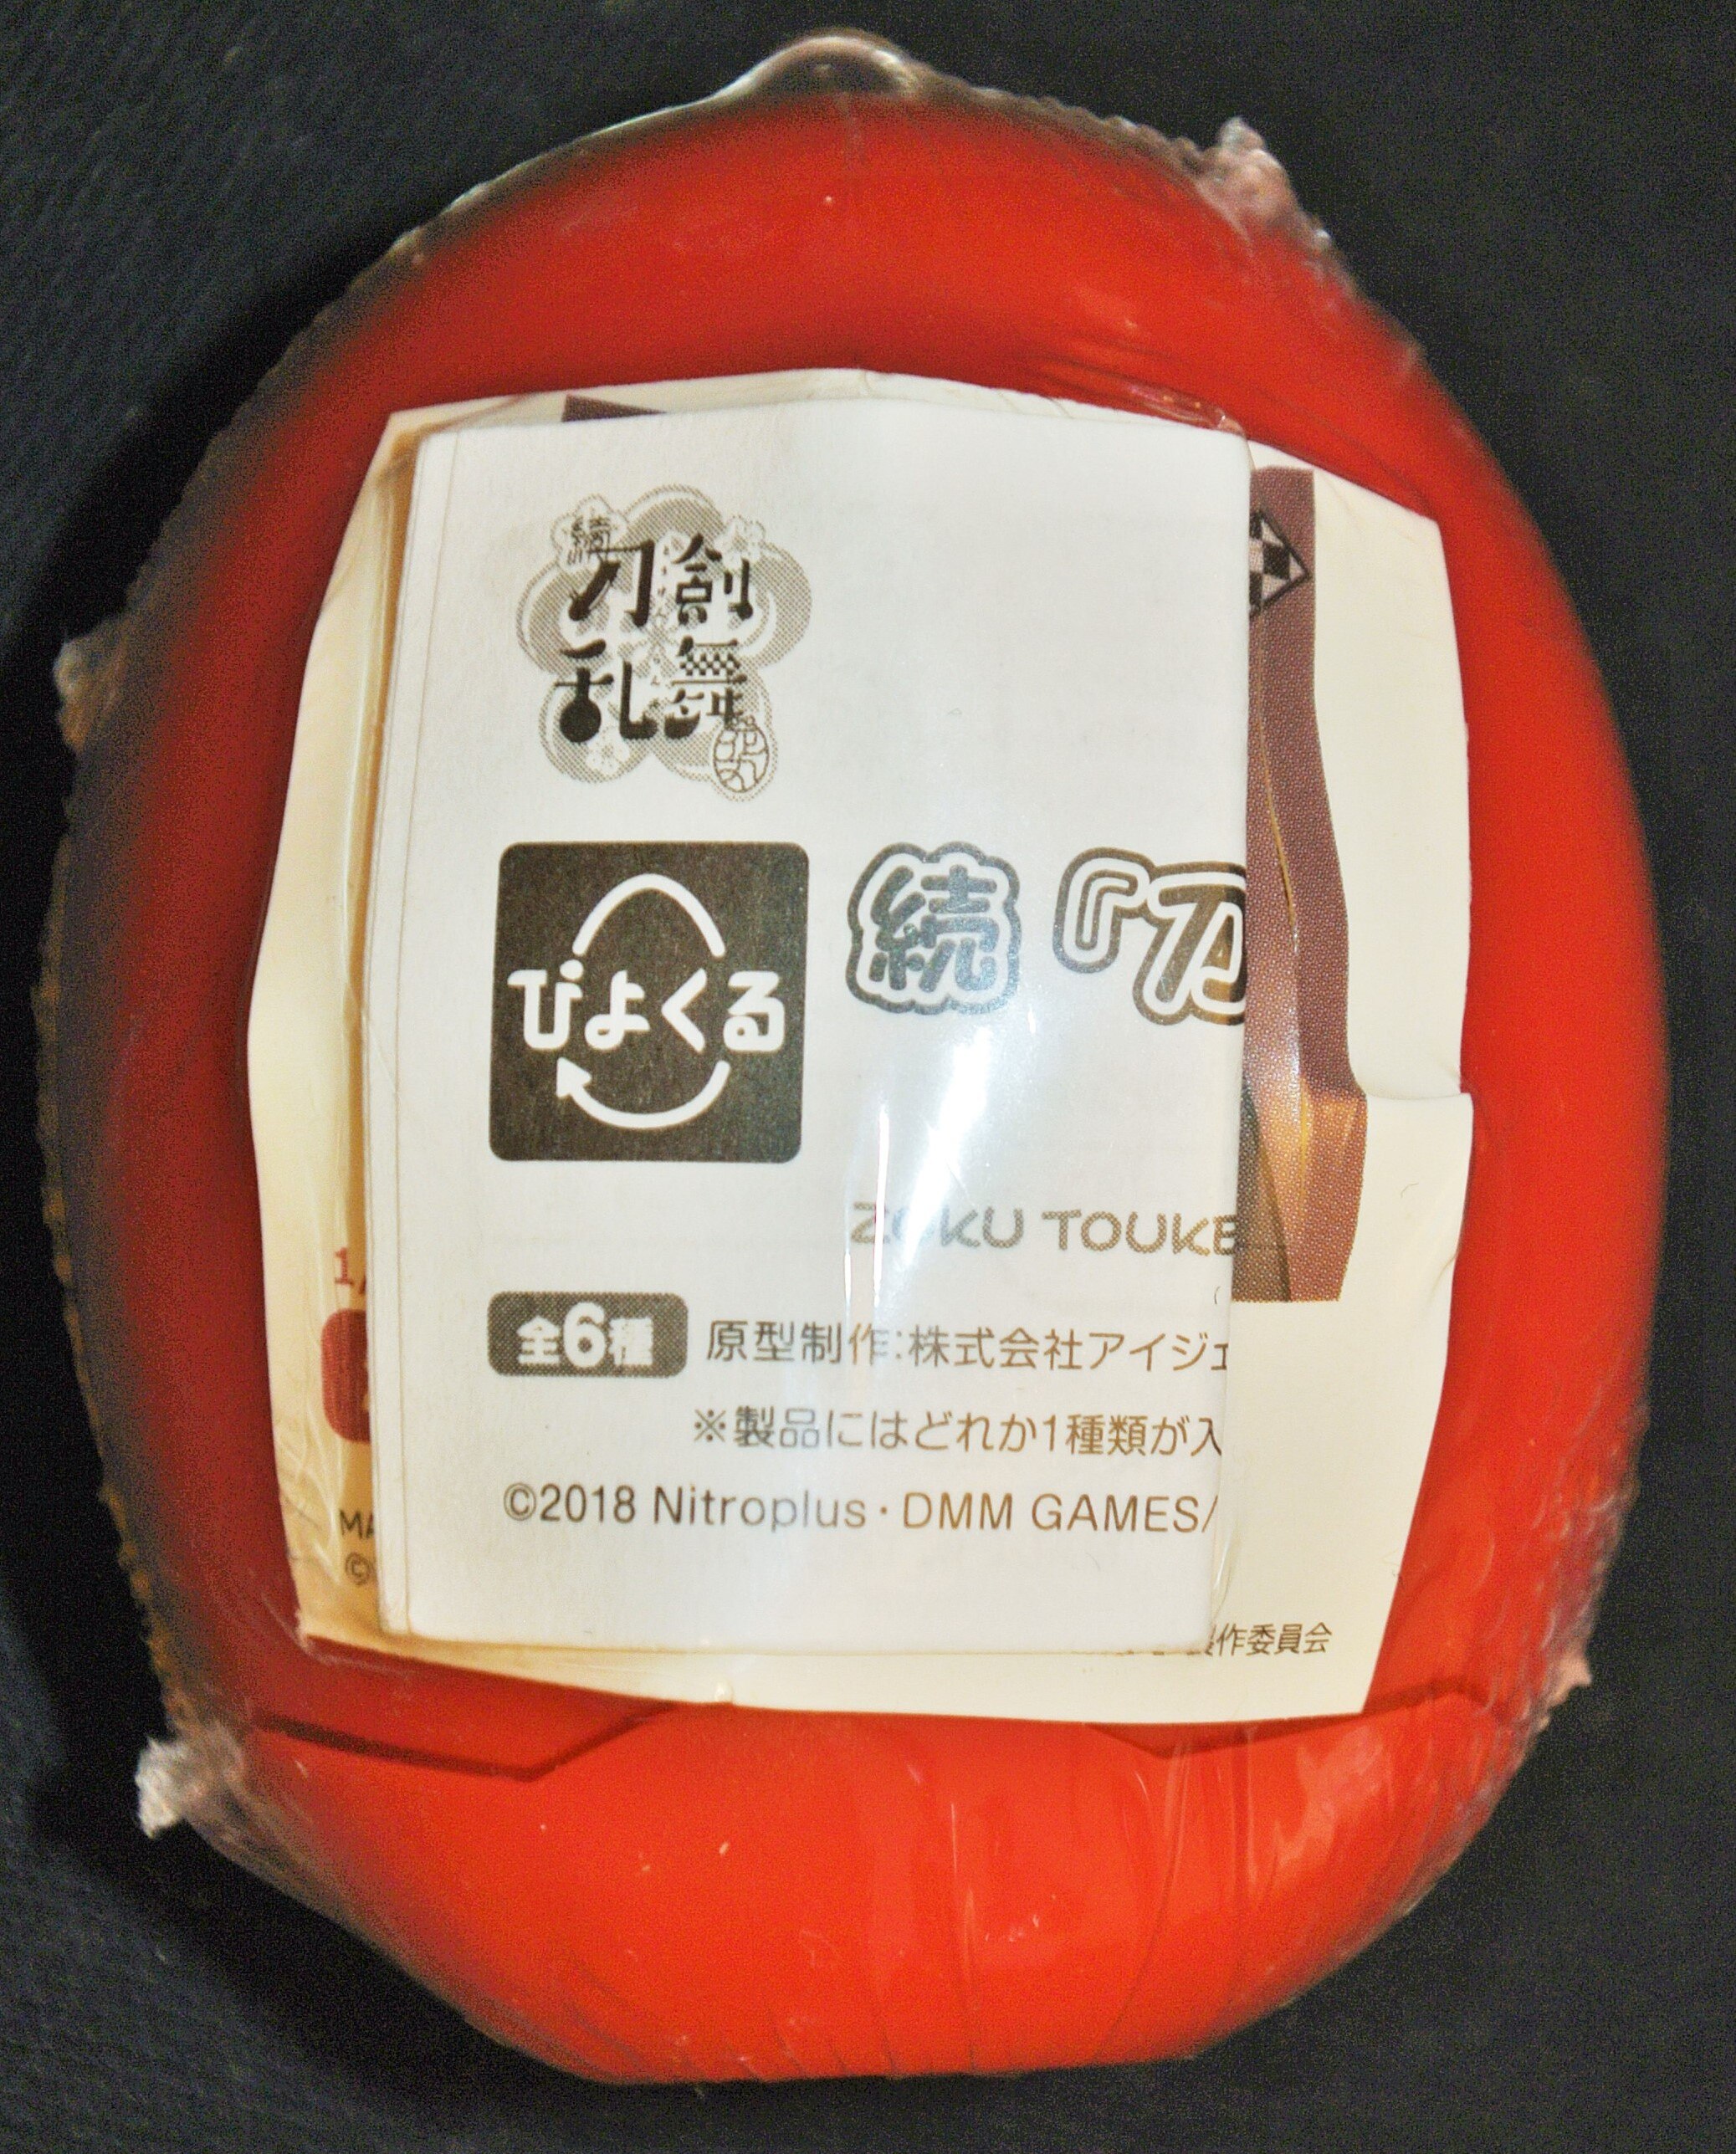 続
刀剣
乱舞
ぴよくる
続『刀
ZOKU TOUKE
全6種 原型制作:株式会社アイジェ
※製品にはどれか1種類が入
©2018 Nitroplus・DMM GAMES/
1/
MA
©
製作委員会